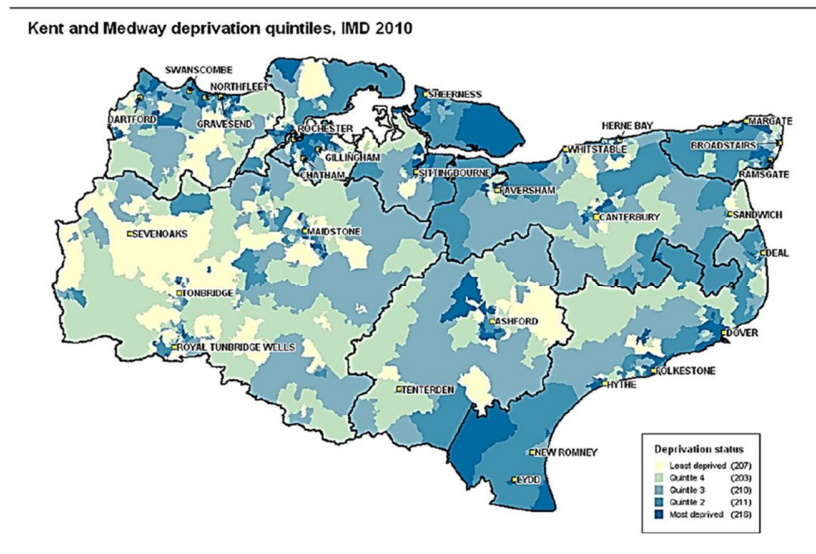 Kent and Medway deprivation quintiles, IMD 2010
SWANSCOMBE
NORTHFLEET
SHEERNESS
DARTFORD
GRAVESEND
ROCHESTER
HERNE BAY
MARGATE
GILLINGHAM
WHITSTABLE
BROADSTAIRS
CHATHAM
SITTINGBOURNE
RAMSGATE
FAVERSHAM
CANTERBURY
SANDWICH
SEVENOAKS
MAIDSTONE
DEAL
TONBRIDGE
ASHFORD
DOVER
ROYAL TUNBRIDGE WELLS
FOLKESTONE
TENTERDEN
HYTHE
NEW ROMNEY
LYDD
Deprivation status
Least deprived (207)
Quintile 4 (203)
Quintile 3 (210)
Quintile 2 (211)
Most deprived (216)